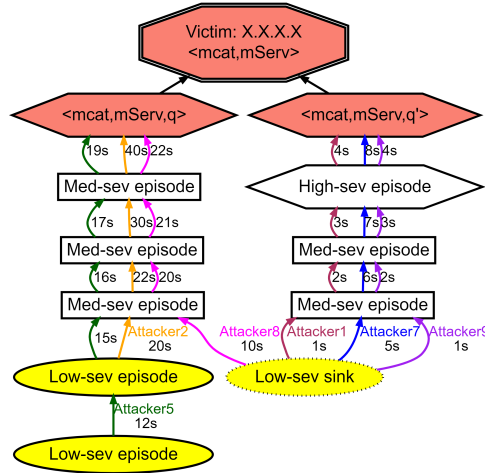 Victim: X.X.X.X
<mcat,mServ>
<mcat,mServ,q>
<mcat,mServ,q'>
19s
40s
22s
4s
8s
4s
Med-sev episode
High-sev episode
17s
30s
21s
3s
7s
3s
Med-sev episode
Med-sev episode
16s
22s
20s
2s
6s
2s
Med-sev episode
Med-sev episode
15s
Attacker2
20s
Attacker8
10s
Attacker1
1s
Attacker7
5s
Attacker9
1s
Low-sev episode
Low-sev sink
Attacker5
12s
Low-sev episode